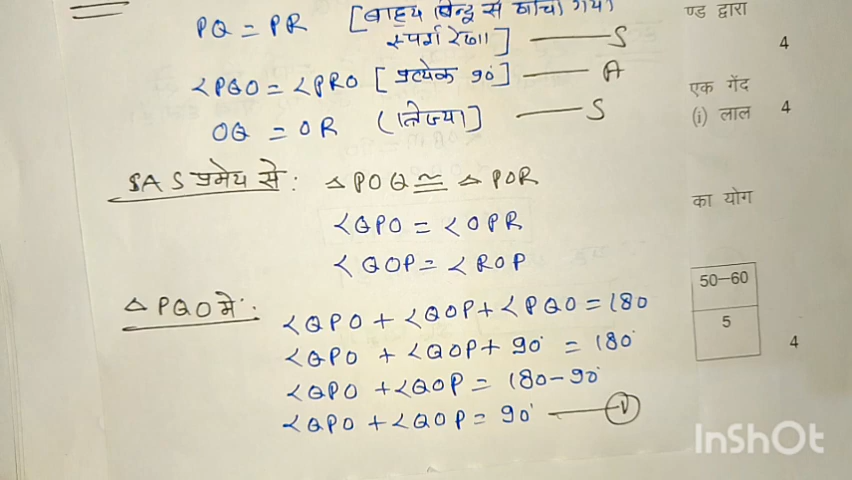 PQ = PR [बाह्य बिन्दु से खींचा गया
स्पर्श रेखा] — S
∠PQO = ∠PRO [प्रत्येक 90°] — A
OQ = OR (त्रिज्या] — S
SAS प्रमेय से: △POQ ≅ △POR
∠QPO = ∠OPR
∠QOP = ∠ROP
△PQO मे: ∠QPO + ∠QOP + ∠PQO = 180
∠QPO + ∠QOP + 90° = 180°
∠QPO + ∠QOP = 180 - 90°
∠QPO + ∠QOP = 90° —
ण्ड द्वारा
4
एक गेंद
(i) लाल 4
का योग
50–60
5
4
InShOt